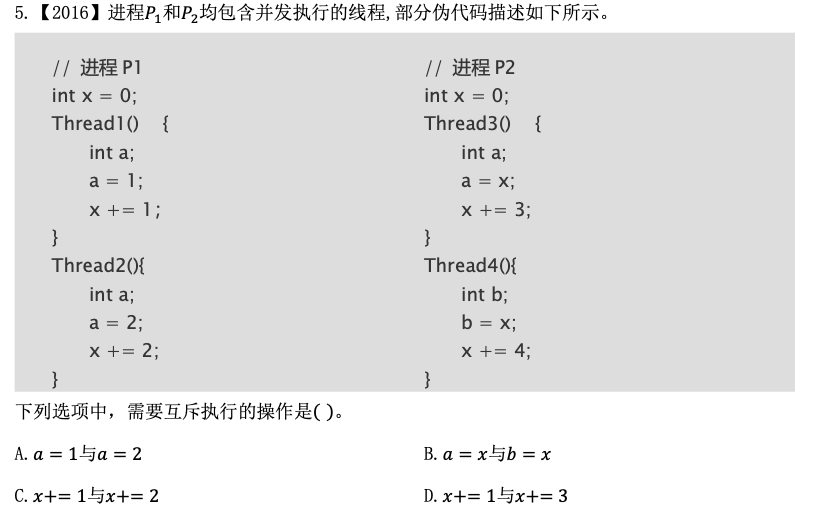 5.【2016】进程P₁和P₂均包含并发执行的线程,部分伪代码描述如下所示。
// 进程 P1
int x = 0;
Thread1() {
int a;
a = 1;
x += 1;
}
Thread2(){
int a;
a = 2;
x += 2;
}
// 进程 P2
int x = 0;
Thread3() {
int a;
a = x;
x += 3;
}
Thread4(){
int b;
b = x;
x += 4;
}
下列选项中，需要互斥执行的操作是( )。
A. a = 1与a = 2
B. a = x与b = x
C. x+= 1与x+= 2
D. x+= 1与x+= 3